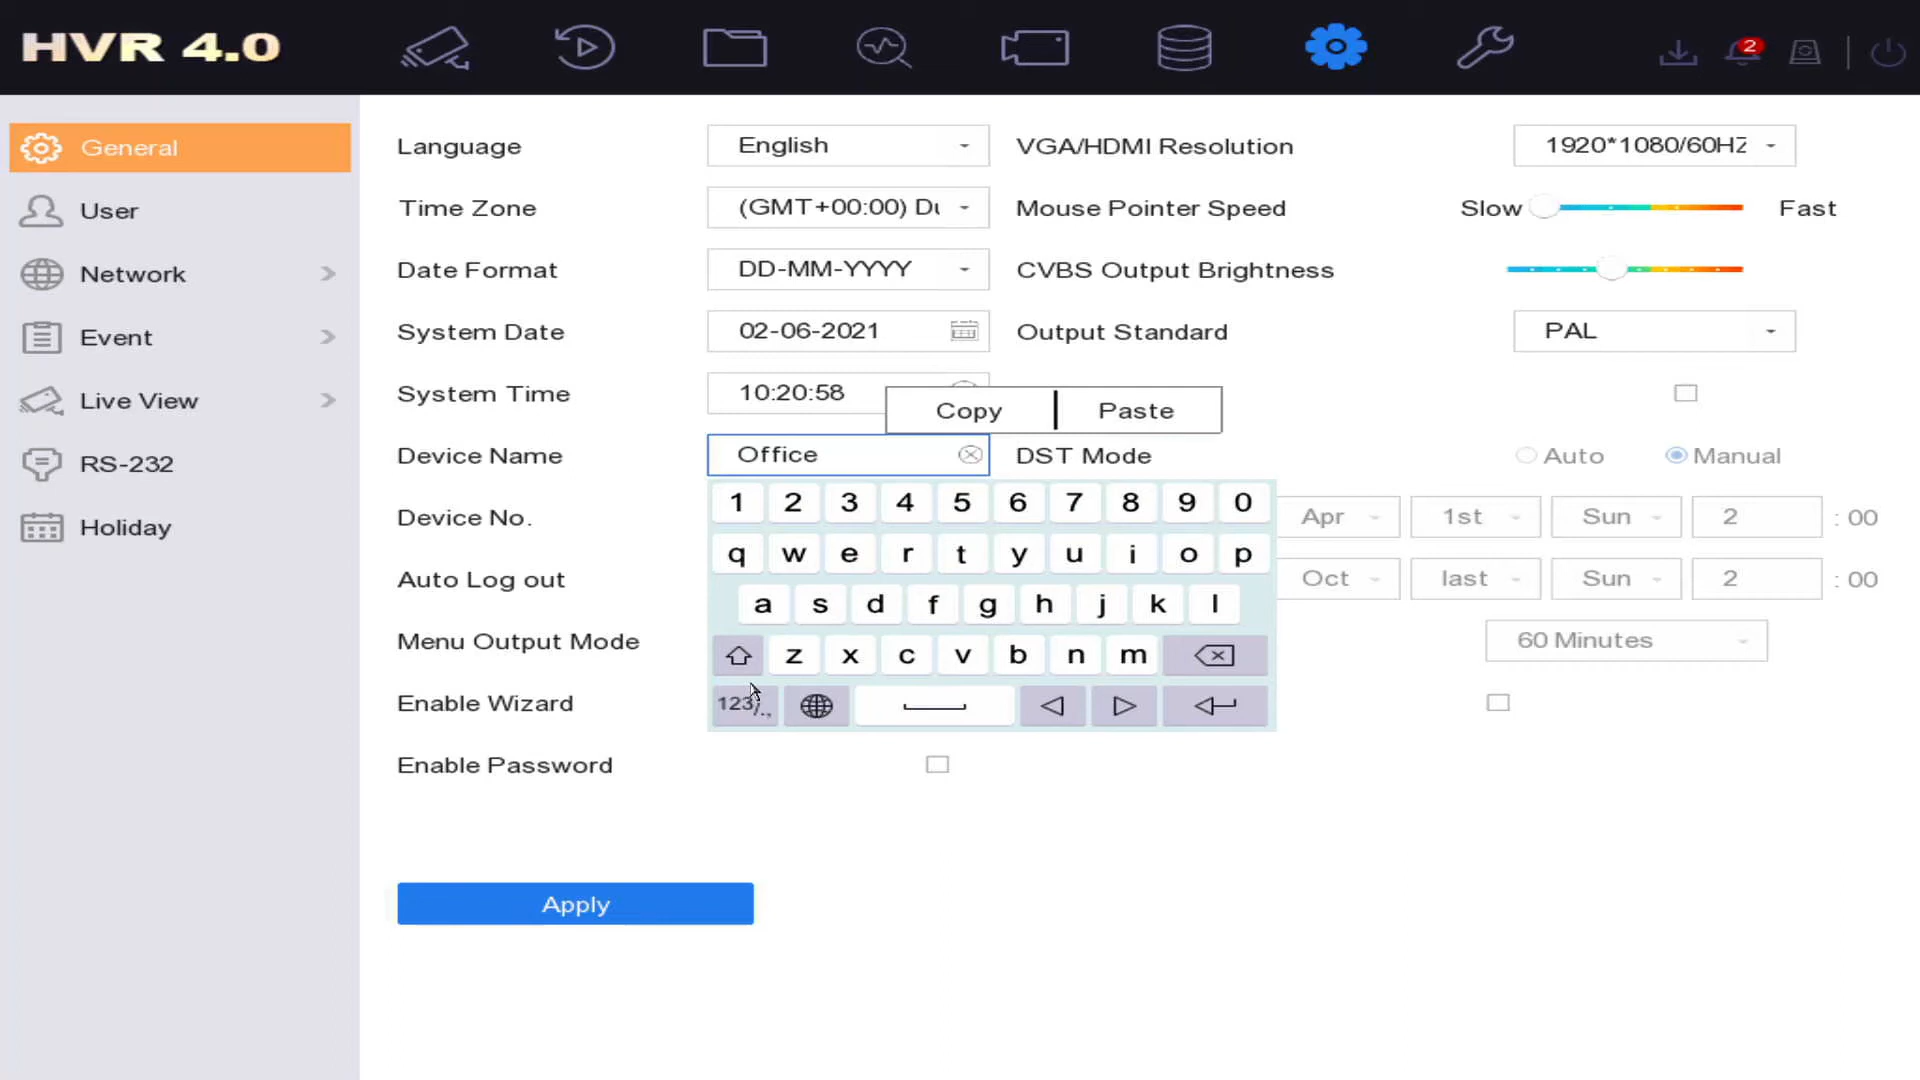 HVR 4.0
2
General
User
Network
Event
Live View
RS-232
Holiday
Language
English
VGA/HDMI Resolution
1920*1080/60HZ
Time Zone
(GMT+00:00) Du
Mouse Pointer Speed
Slow
Fast
Date Format
DD-MM-YYYY
CVBS Output Brightness
System Date
02-06-2021
Output Standard
PAL
System Time
10:20:58
Copy
Paste
Device Name
Office
DST Mode
Auto
Manual
Device No.
1 2 3 4 5 6 7 8 9 0
Apr
1st
Sun
2
: 00
q w e r t y u i o p
Auto Log out
Oct
last
Sun
2
: 00
a s d f g h j k l
Menu Output Mode
z x c v b n m
60 Minutes
Enable Wizard
123/.,
Enable Password
Apply